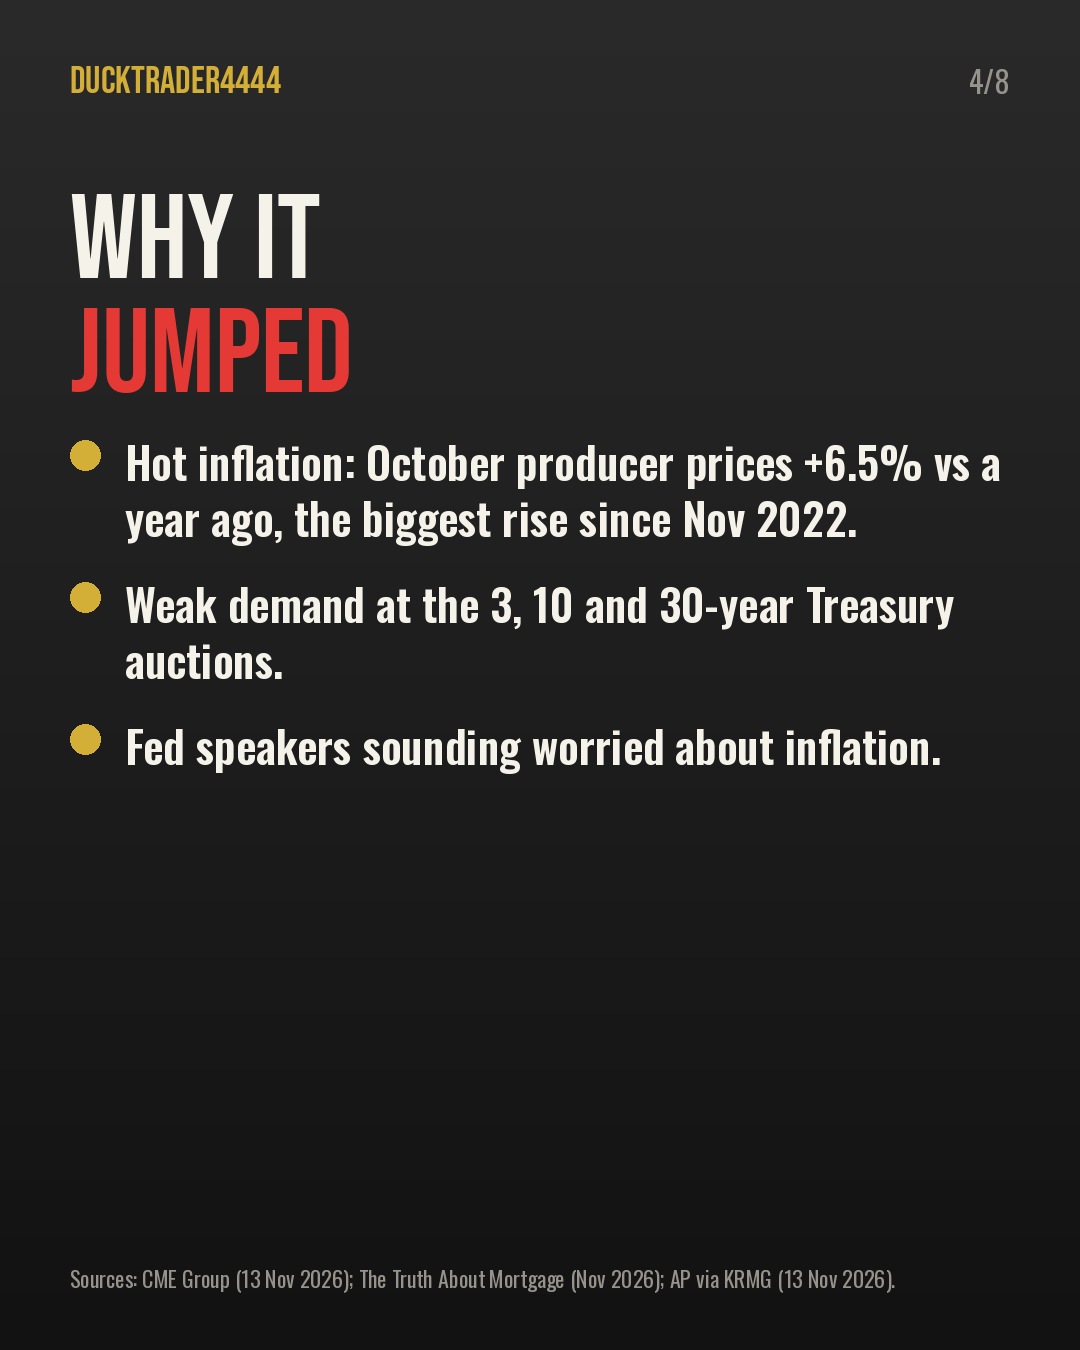 DUCKTRADER4444
4/8
WHY IT
JUMPED
Hot inflation: October producer prices +6.5% vs a
year ago, the biggest rise since Nov 2022.
Weak demand at the 3, 10 and 30-year Treasury
auctions.
Fed speakers sounding worried about inflation.
Sources: CME Group (13 Nov 2026); The Truth About Mortgage (Nov 2026); AP via KRMG (13 Nov 2026).